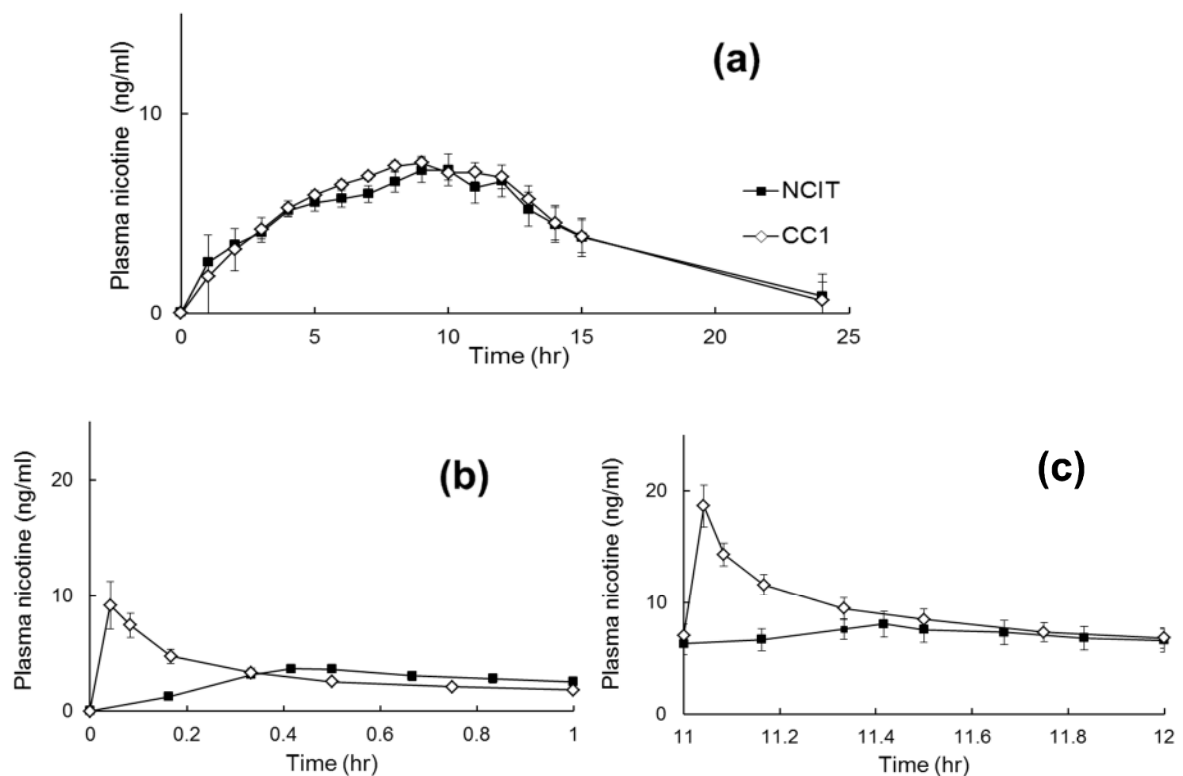 (a)
Plasma nicotine (ng/ml)
10
0
NCIT
CC1
0 5 10 15 20 25
Time (hr)
(b)
Plasma nicotine (ng/ml)
20
10
0
0 0.2 0.4 0.6 0.8 1
Time (hr)
(c)
Plasma nicotine (ng/ml)
20
10
0
11 11.2 11.4 11.6 11.8 12
Time (hr)